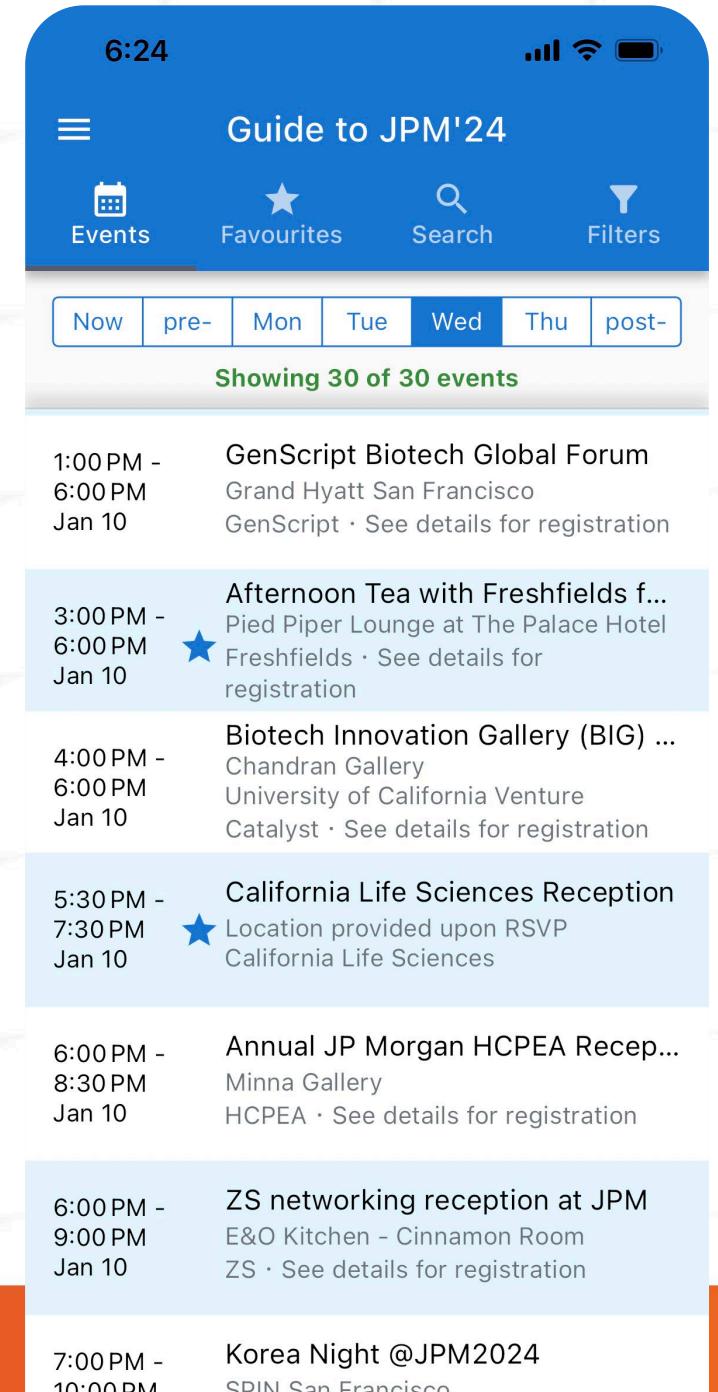 6:24
Guide to JPM'24
Events
Favourites
Search
Filters
Now
pre-
Mon
Tue
Wed
Thu
post-
Showing 30 of 30 events
1:00 PM -
6:00 PM
Jan 10
GenScript Biotech Global Forum
Grand Hyatt San Francisco
GenScript · See details for registration
3:00 PM -
6:00 PM
Jan 10
Afternoon Tea with Freshfields f...
Pied Piper Lounge at The Palace Hotel
Freshfields · See details for
registration
4:00 PM -
6:00 PM
Jan 10
Biotech Innovation Gallery (BIG) ...
Chandran Gallery
University of California Venture
Catalyst · See details for registration
5:30 PM -
7:30 PM
Jan 10
California Life Sciences Reception
Location provided upon RSVP
California Life Sciences
6:00 PM -
8:30 PM
Jan 10
Annual JP Morgan HCPEA Recep...
Minna Gallery
HCPEA · See details for registration
6:00 PM -
9:00 PM
Jan 10
ZS networking reception at JPM
E&O Kitchen - Cinnamon Room
ZS · See details for registration
7:00 PM -
10:00 PM
Korea Night @JPM2024
SPIN San Francisco